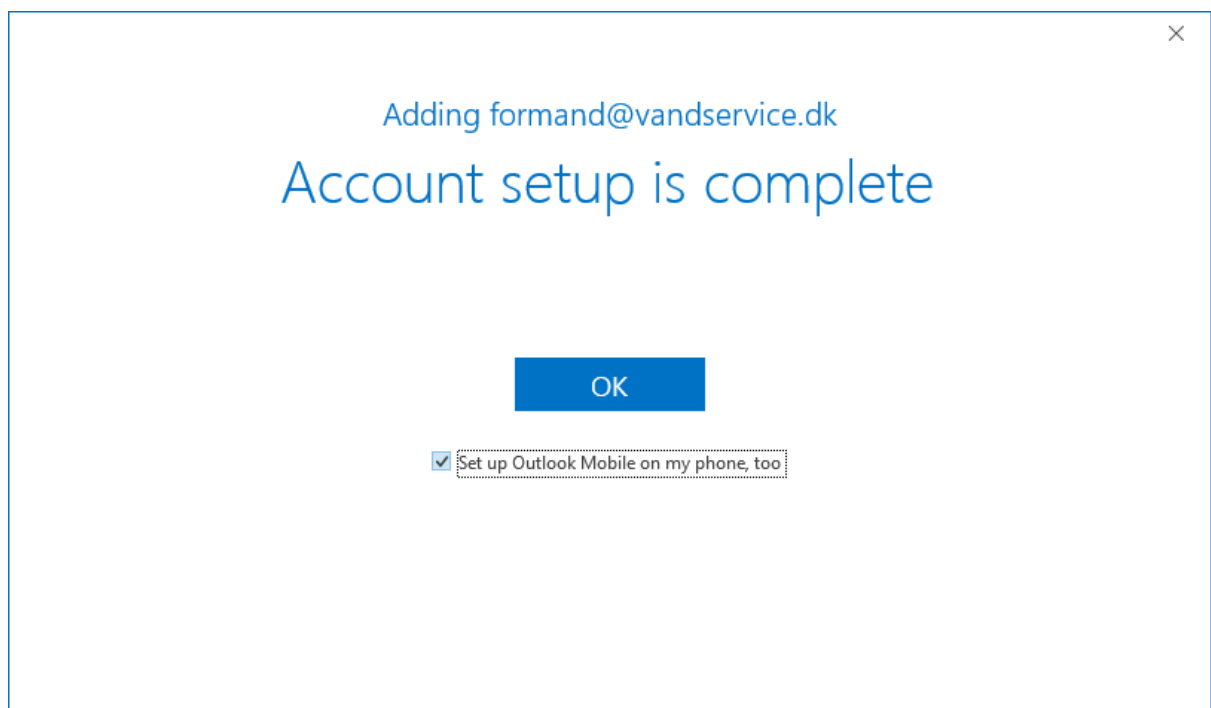 Adding formand@vandservice.dk
Account setup is complete
OK
Set up Outlook Mobile on my phone, too